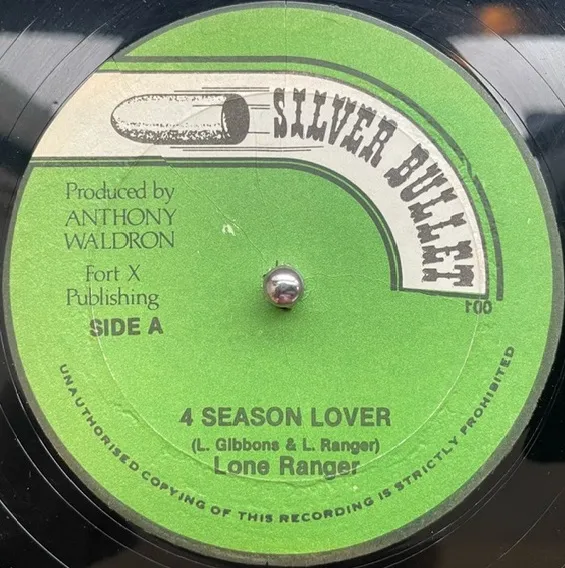 SILVER BULLET
100
Produced by
ANTHONY
WALDRON
Fort X
Publishing
SIDE A
4 SEASON LOVER
(L. Gibbons & L. Ranger)
Lone Ranger
UNAUTHORISED COPYING OF THIS RECORDING IS STRICTLY PROHIBITED